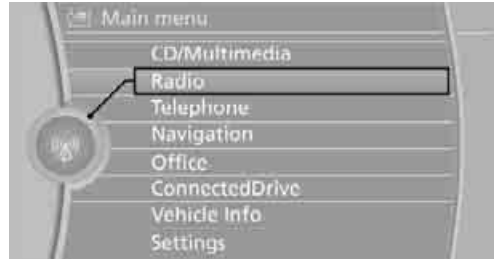 Main menu
CD/Multimedia
Radio
Telephone
Navigation
Office
ConnectedDrive
Vehicle Info
Settings